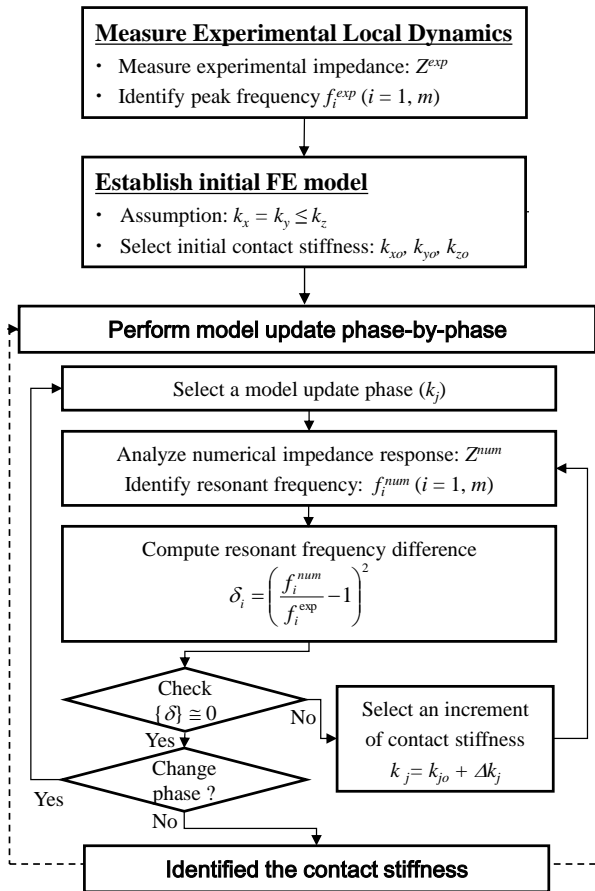 Measure Experimental Local Dynamics
· Measure experimental impedance: Z^exp
· Identify peak frequency f_i^exp (i = 1, m)
Establish initial FE model
· Assumption: k_x = k_y ≤ k_z
· Select initial contact stiffness: k_xo, k_yo, k_zo
Perform model update phase-by-phase
Select a model update phase (k_j)
Analyze numerical impedance response: Z^num
Identify resonant frequency: f_i^num (i = 1, m)
Compute resonant frequency difference
δ_i = (f_i^num / f_i^exp − 1)^2
Check
{δ} ≅ 0
No
Yes
Select an increment
of contact stiffness
k_j = k_jo + Δk_j
Change
phase ?
Yes
No
Identified the contact stiffness